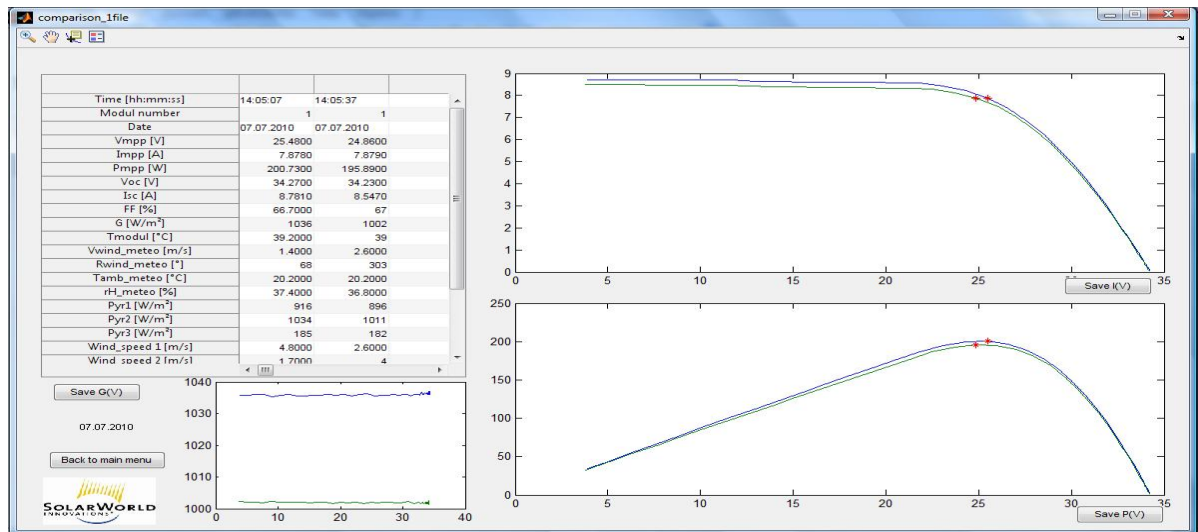 comparison_1file
Time [hh:mm:ss] 14:05:07 14:05:37
Modul number 1 1
Date 07.07.2010 07.07.2010
Vmpp [V] 25.4800 24.8600
Impp [A] 7.8780 7.8790
Pmpp [W] 200.7300 195.8900
Voc [V] 34.2700 34.2300
Isc [A] 8.7810 8.5470
FF [%] 66.7000 67
G [W/m²] 1036 1002
Tmodul [°C] 39.2000 39
Vwind_meteo [m/s] 1.4000 2.6000
Rwind_meteo [°] 68 303
Tamb_meteo [°C] 20.2000 20.2000
rH_meteo [%] 37.4000 36.8000
Pyr1 [W/m²] 916 896
Pyr2 [W/m²] 1034 1011
Pyr3 [W/m²] 185 182
Wind_speed 1 [m/s] 4.8000 2.6000
Wind_speed 2 [m/s] 1.7000 4
Save G(V)
07.07.2010
Back to main menu
SOLARWORLD
INNOVATIONS
1040
1030
1020
1010
1000
0 10 20 30 40
9
8
7
6
5
4
3
2
1
0
0 5 10 15 20 25 30 35
Save I(V)
250
200
150
100
50
0
0 5 10 15 20 25 30 35
Save P(V)